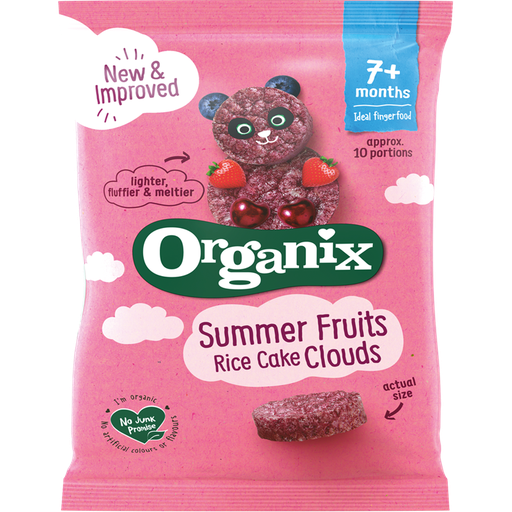 New &
Improved
7+
months
Ideal fingerfood
approx.
10 portions
lighter,
fluffier & meltier
Organix
Summer Fruits
Rice Cake Clouds
actual
size
I'm organic
No Junk
Promise
No artificial colours or flavours